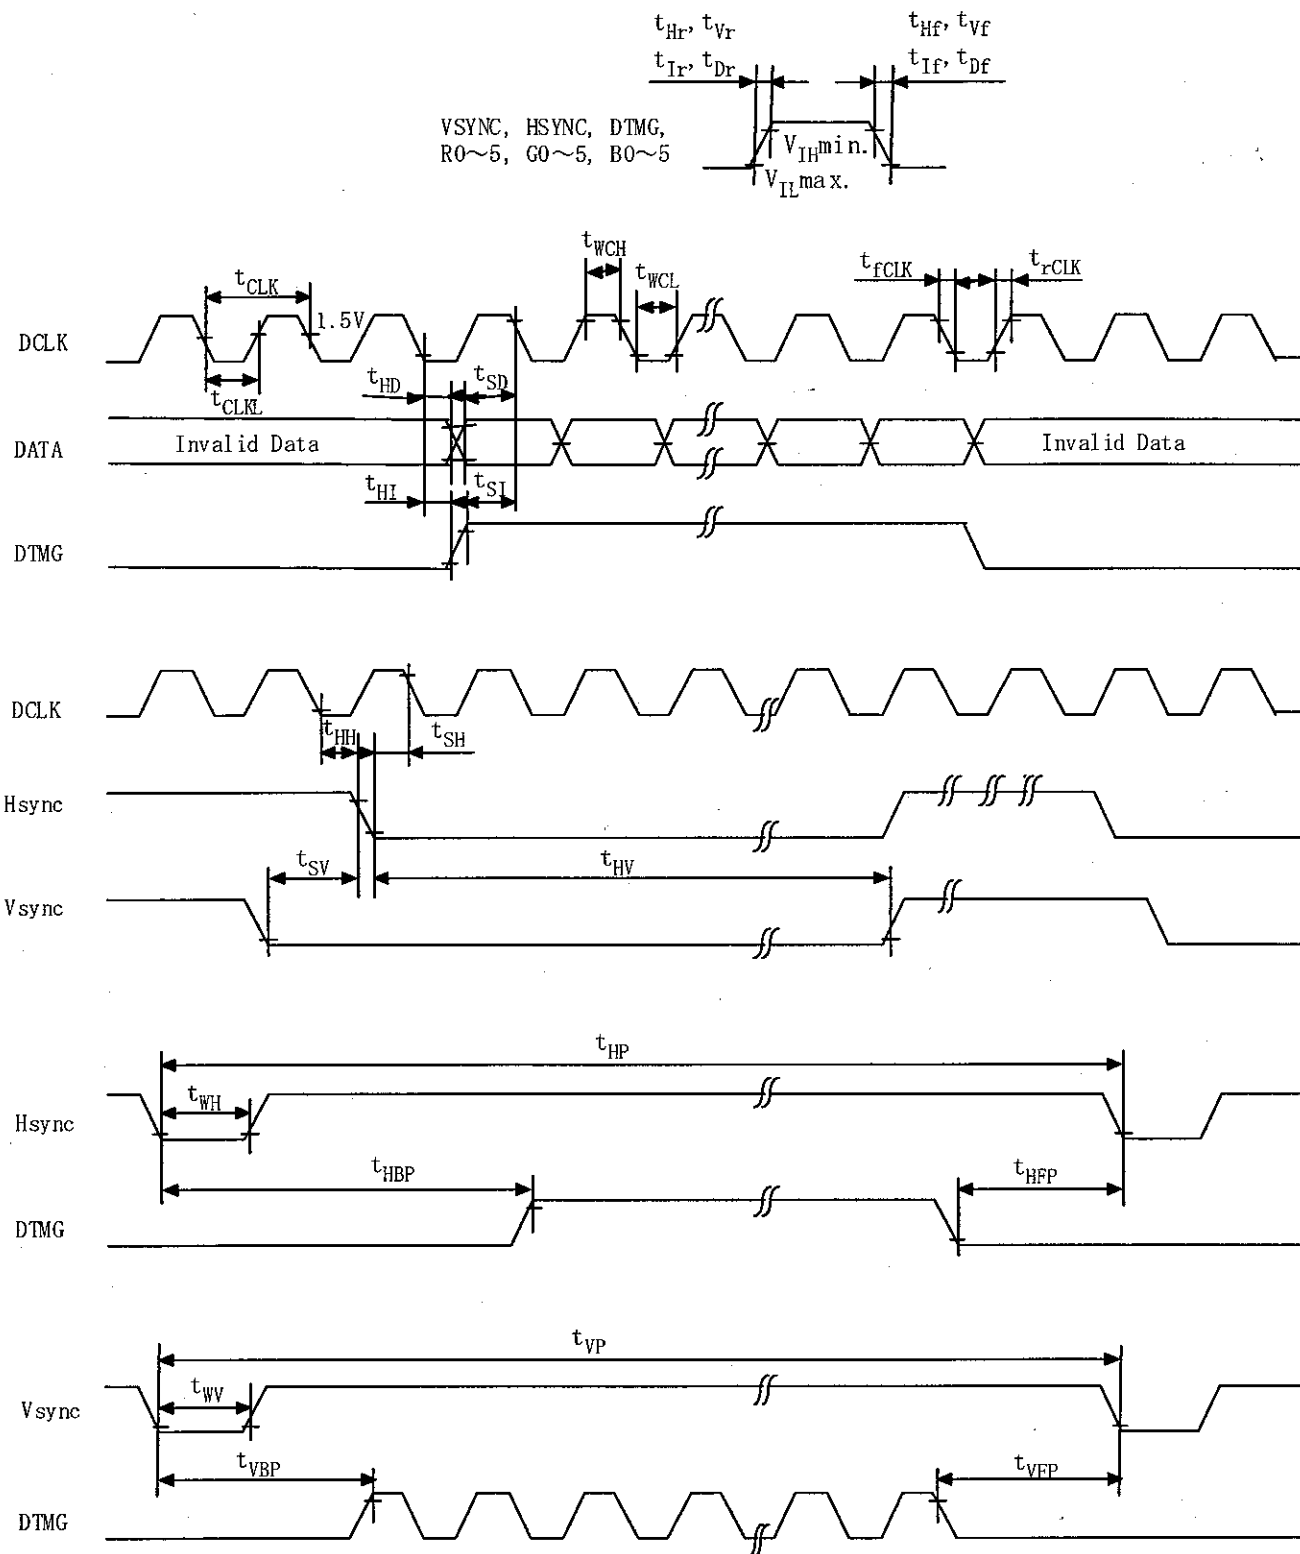 tHr, tVr
tHf, tVf
tIr, tDr
tIf, tDf
VSYNC, HSYNC, DTMG,
R0~5, G0~5, B0~5
VIHmin.
VILmax.
tCLK
tWCH
tWCL
tfCLK
trCLK
1.5V
DCLK
tCLKL
tHD
tSD
DATA
Invalid Data
Invalid Data
tHI
tSI
DTMG
DCLK
tHH
tSH
Hsync
tSV
tHV
Vsync
tHP
tWH
Hsync
tHBP
tHFP
DTMG
tVP
tWV
Vsync
tVBP
tVFP
DTMG